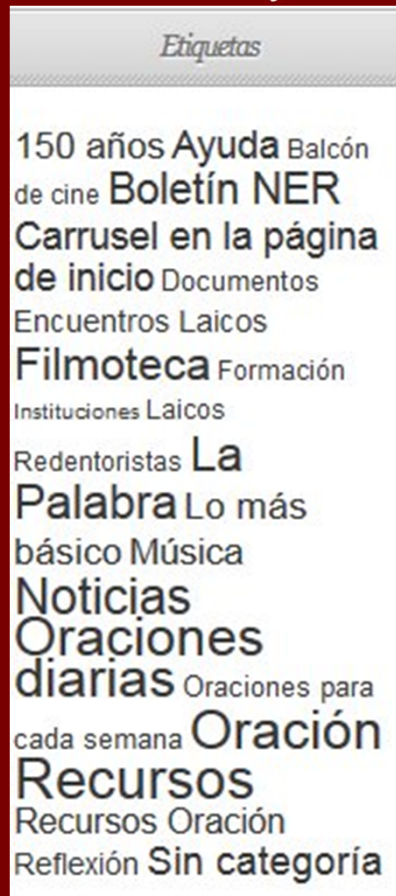 Etiquetas
150 años Ayuda Balcón
de cine Boletín NER
Carrusel en la página
de inicio Documentos
Encuentros Laicos
Filmoteca Formación
Instituciones Laicos
Redentoristas La
Palabra Lo más
básico Música
Noticias
Oraciones
diarias Oraciones para
cada semana Oración
Recursos
Recursos Oración
Reflexión Sin categoría